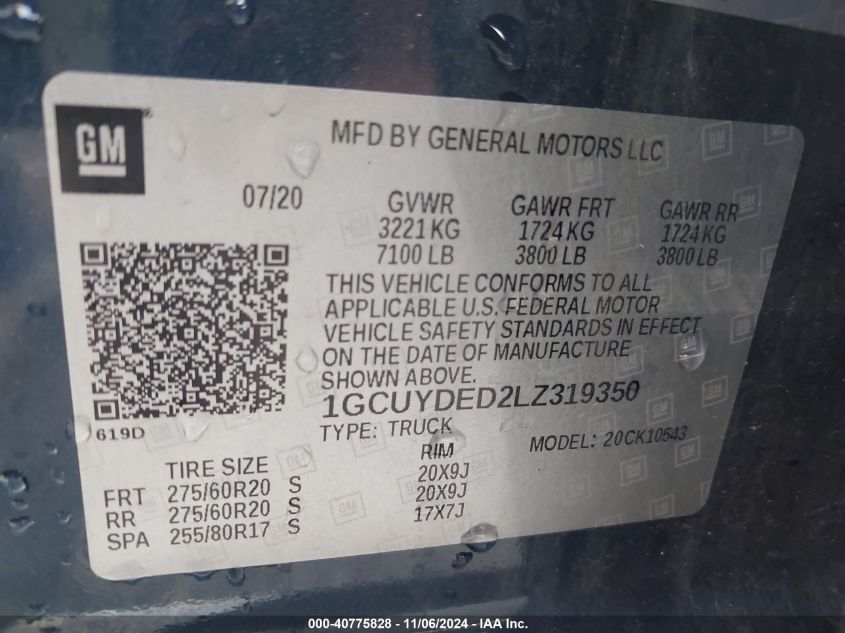 GM
MFD BY GENERAL MOTORS LLC
07/20
GVWR GAWR FRT GAWR RR
3221 KG 1724 KG 1724 KG
7100 LB 3800 LB 3800 LB
THIS VEHICLE CONFORMS TO ALL
APPLICABLE U.S. FEDERAL MOTOR
VEHICLE SAFETY STANDARDS IN EFFECT
ON THE DATE OF MANUFACTURE
SHOWN ABOVE.
1GCUYDED2LZ319350
619D
TYPE: TRUCK MODEL: 20CK10543
TIRE SIZE RIM
FRT 275/60R20 S 20X9J
RR 275/60R20 S 20X9J
SPA 255/80R17 S 17X7J
000-40775828 - 11/06/2024 - IAA Inc.